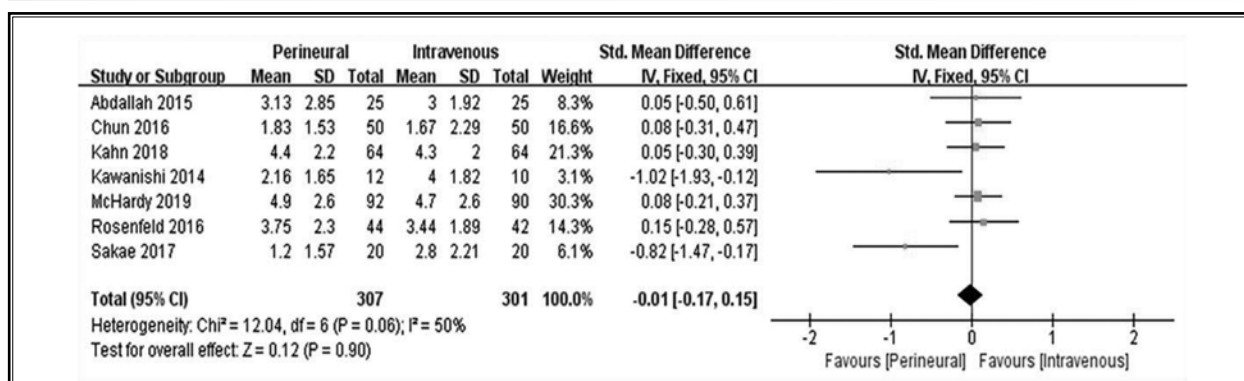 Perineural Intravenous Std. Mean Difference Std. Mean Difference
Study or Subgroup Mean SD Total Mean SD Total Weight IV, Fixed, 95% CI IV, Fixed, 95% CI
Abdallah 2015 3.13 2.85 25 3 1.92 25 8.3% 0.05 [-0.50, 0.61]
Chun 2016 1.83 1.53 50 1.67 2.29 50 16.6% 0.08 [-0.31, 0.47]
Kahn 2018 4.4 2.2 64 4.3 2 64 21.3% 0.05 [-0.30, 0.39]
Kawanishi 2014 2.16 1.65 12 4 1.82 10 3.1% -1.02 [-1.93, -0.12]
McHardy 2019 4.9 2.6 92 4.7 2.6 90 30.3% 0.08 [-0.21, 0.37]
Rosenfeld 2016 3.75 2.3 44 3.44 1.89 42 14.3% 0.15 [-0.28, 0.57]
Sakae 2017 1.2 1.57 20 2.8 2.21 20 6.1% -0.82 [-1.47, -0.17]
Total (95% CI) 307 301 100.0% -0.01 [-0.17, 0.15]
Heterogeneity: Chi² = 12.04, df = 6 (P = 0.06); I² = 50%
Test for overall effect: Z = 0.12 (P = 0.90)
-2 -1 0 1 2
Favours [Perineural] Favours [Intravenous]